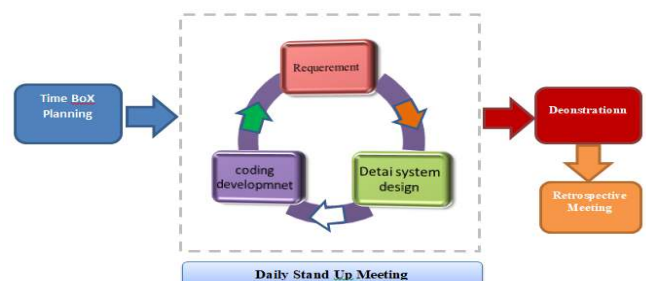 Time BoX
Planning
Requerement
Detai system
design
coding
developmnet
Deonstrationn
Retrospective
Meeting
Daily Stand Up Meeting